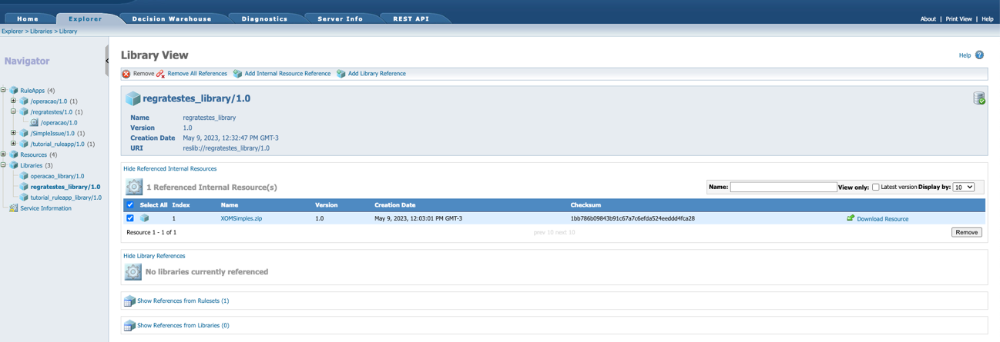 Home Explorer Decision Warehouse Diagnostics Server Info REST API
About | Print View | Help
Explorer > Libraries > Library
Navigator
RuleApps (4)
/operacao/1.0 (1)
/regratestes/1.0 (1)
/operacao/1.0
/SimpleIssue/1.0 (1)
/tutorial_ruleapp/1.0 (1)
Resources (4)
Libraries (3)
operacao_library/1.0
regratestes_library/1.0
tutorial_ruleapp_library/1.0
Service Information
Library View
Help
Remove Remove All References Add Internal Resource Reference Add Library Reference
regratestes_library/1.0
Name regratestes_library
Version 1.0
Creation Date May 9, 2023, 12:32:47 PM GMT-3
URI reslib://regratestes_library/1.0
Hide Referenced Internal Resources
1 Referenced Internal Resource(s)
Name: View only: Latest version Display by: 10
Select All Index Name Version Creation Date Checksum
1 XOMSimples.zip 1.0 May 9, 2023, 12:03:01 PM GMT-3 1bb786b09843b91c67a7c6efda524eeddd4fca28 Download Resource
Resource 1 - 1 of 1 prev 10 next 10 Remove
Hide Library References
No libraries currently referenced
Show References from Rulesets (1)
Show References from Libraries (0)